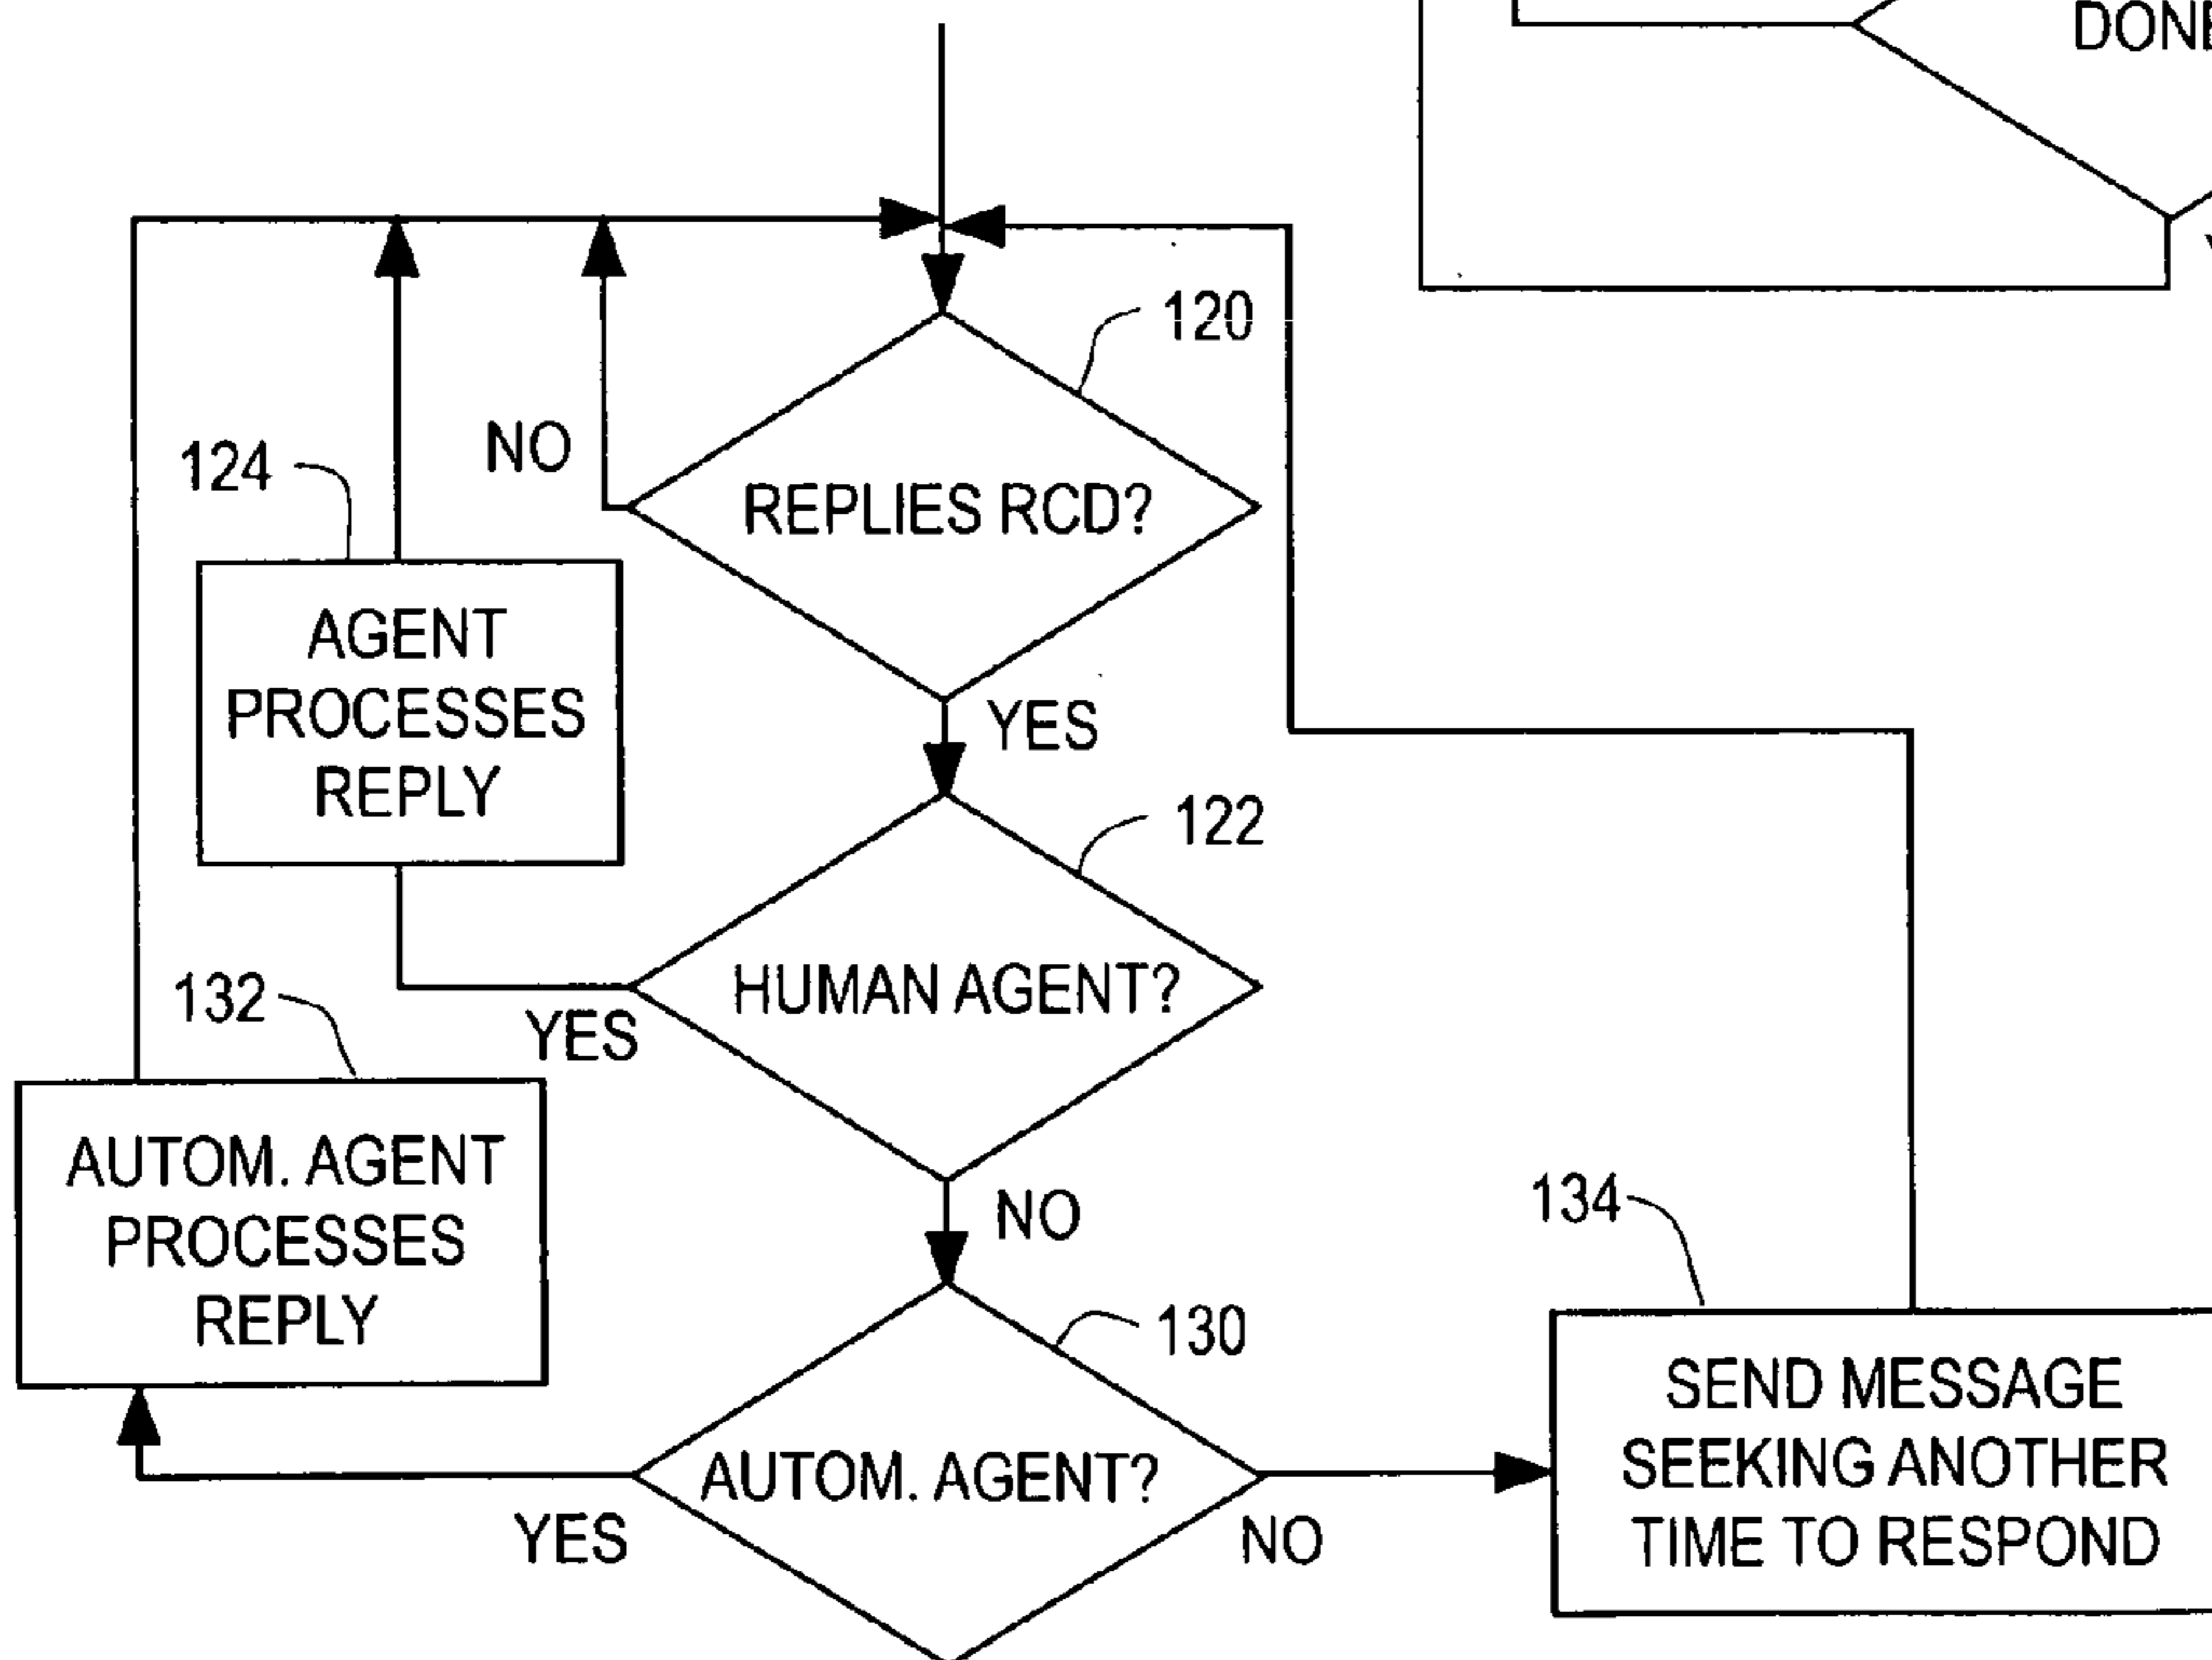 120
REPLIES RCD?
NO
124
AGENT
PROCESSES
REPLY
YES
122
HUMAN AGENT?
YES
132
AUTOM. AGENT
PROCESSES
REPLY
NO
130
AUTOM. AGENT?
YES
NO
134
SEND MESSAGE
SEEKING ANOTHER
TIME TO RESPOND